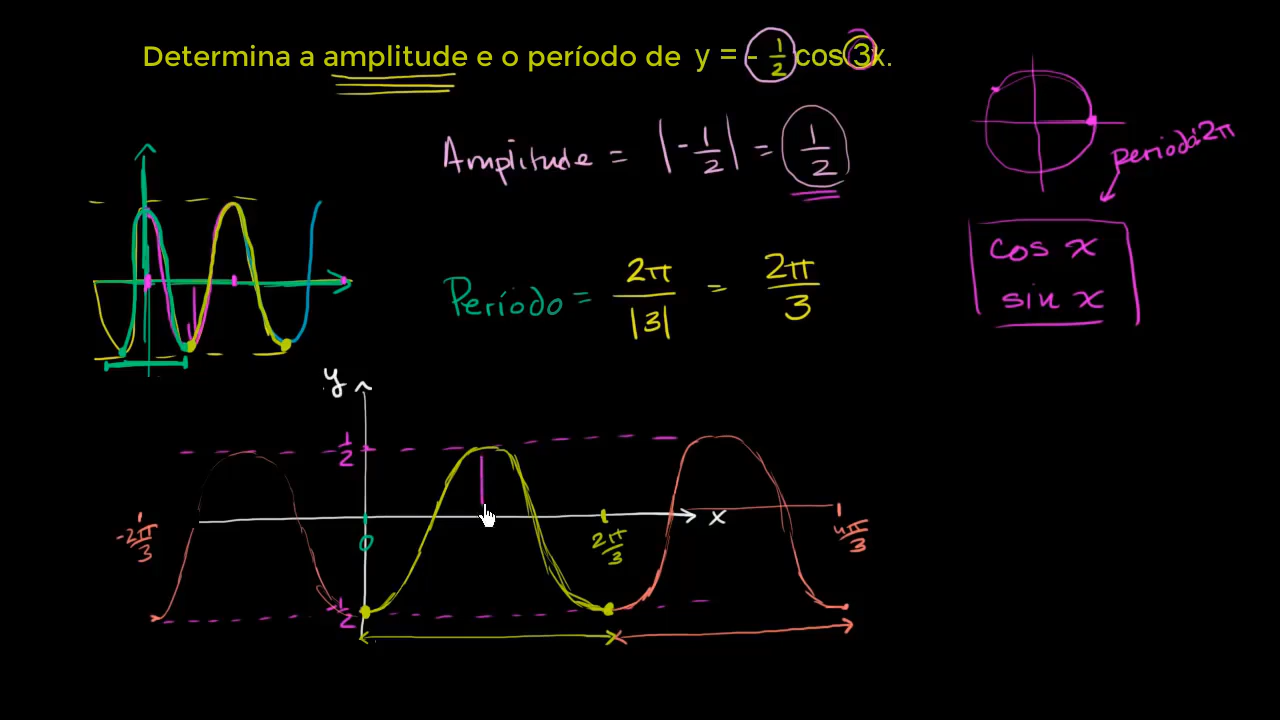 Determina a amplitude e o período de y = - 1/2 cos 3x.
Amplitude = |-1/2| = 1/2
período: 2π
cos x
sin x
Período = 2π/|3| = 2π/3
y
1/2
x
-2π/3
0
2π/3
4π/3
-1/2